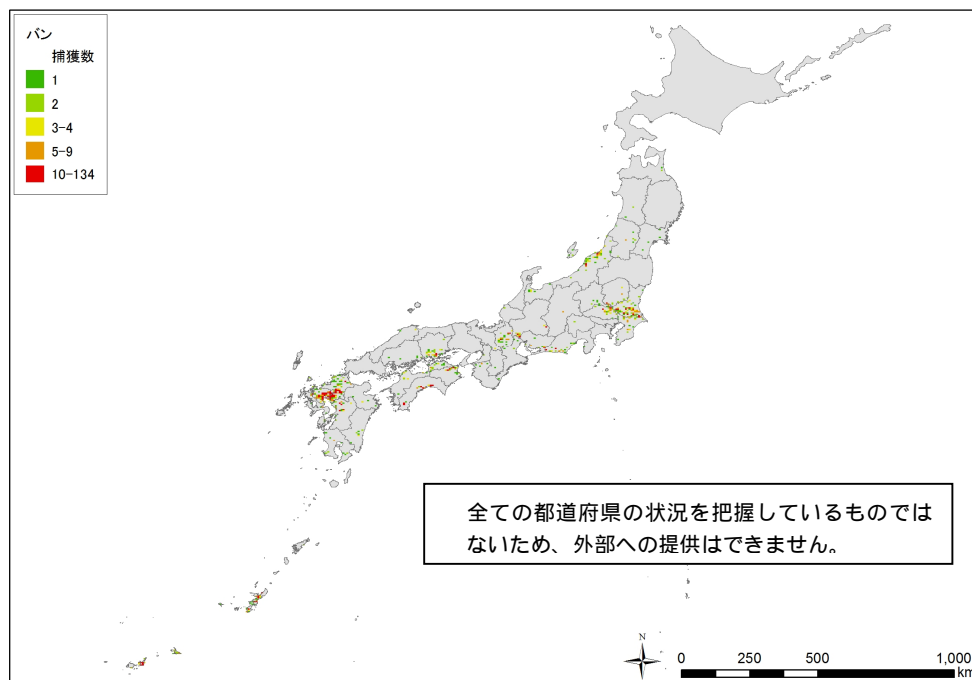 バン
捕獲数
1
2
3-4
5-9
10-134
全ての都道府県の状況を把握しているものでは
ないため、外部への提供はできません。
N
0 250 500 1,000
km